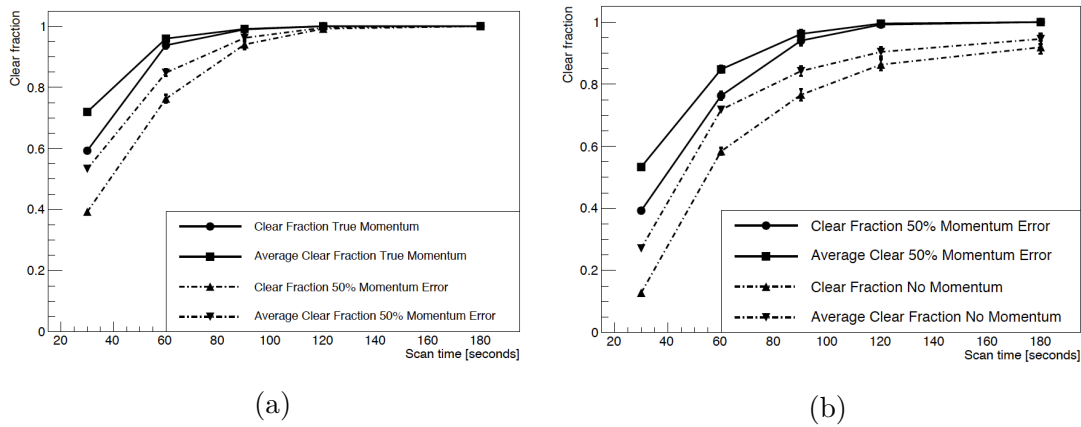 Clear fraction
1
0.8
0.6
0.4
0.2
0
20 40 60 80 100 120 140 160 180
Scan time [seconds]
Clear Fraction True Momentum
Average Clear Fraction True Momentum
Clear Fraction 50% Momentum Error
Average Clear Fraction 50% Momentum Error
(a)
Clear fraction
1
0.8
0.6
0.4
0.2
0
20 40 60 80 100 120 140 160 180
Scan time [seconds]
Clear Fraction 50% Momentum Error
Average Clear 50% Momentum Error
Clear Fraction No Momentum
Average Clear Fraction No Momentum
(b)